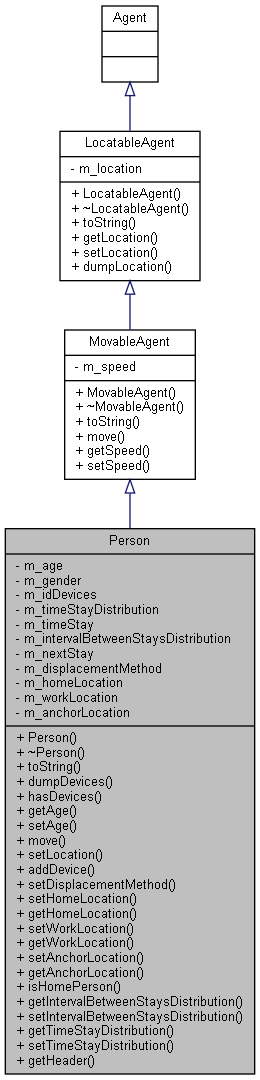 Agent
LocatableAgent
- m_location
+ LocatableAgent()
+ ~LocatableAgent()
+ toString()
+ getLocation()
+ setLocation()
+ dumpLocation()
MovableAgent
- m_speed
+ MovableAgent()
+ ~MovableAgent()
+ toString()
+ move()
+ getSpeed()
+ setSpeed()
Person
- m_age
- m_gender
- m_idDevices
- m_timeStayDistribution
- m_timeStay
- m_intervalBetweenStaysDistribution
- m_nextStay
- m_displacementMethod
- m_homeLocation
- m_workLocation
- m_anchorLocation
+ Person()
+ ~Person()
+ toString()
+ dumpDevices()
+ hasDevices()
+ getAge()
+ setAge()
+ move()
+ setLocation()
+ addDevice()
+ setDisplacementMethod()
+ setHomeLocation()
+ getHomeLocation()
+ setWorkLocation()
+ getWorkLocation()
+ setAnchorLocation()
+ getAnchorLocation()
+ isHomePerson()
+ getIntervalBetweenStaysDistribution()
+ setIntervalBetweenStaysDistribution()
+ getTimeStayDistribution()
+ setTimeStayDistribution()
+ getHeader()